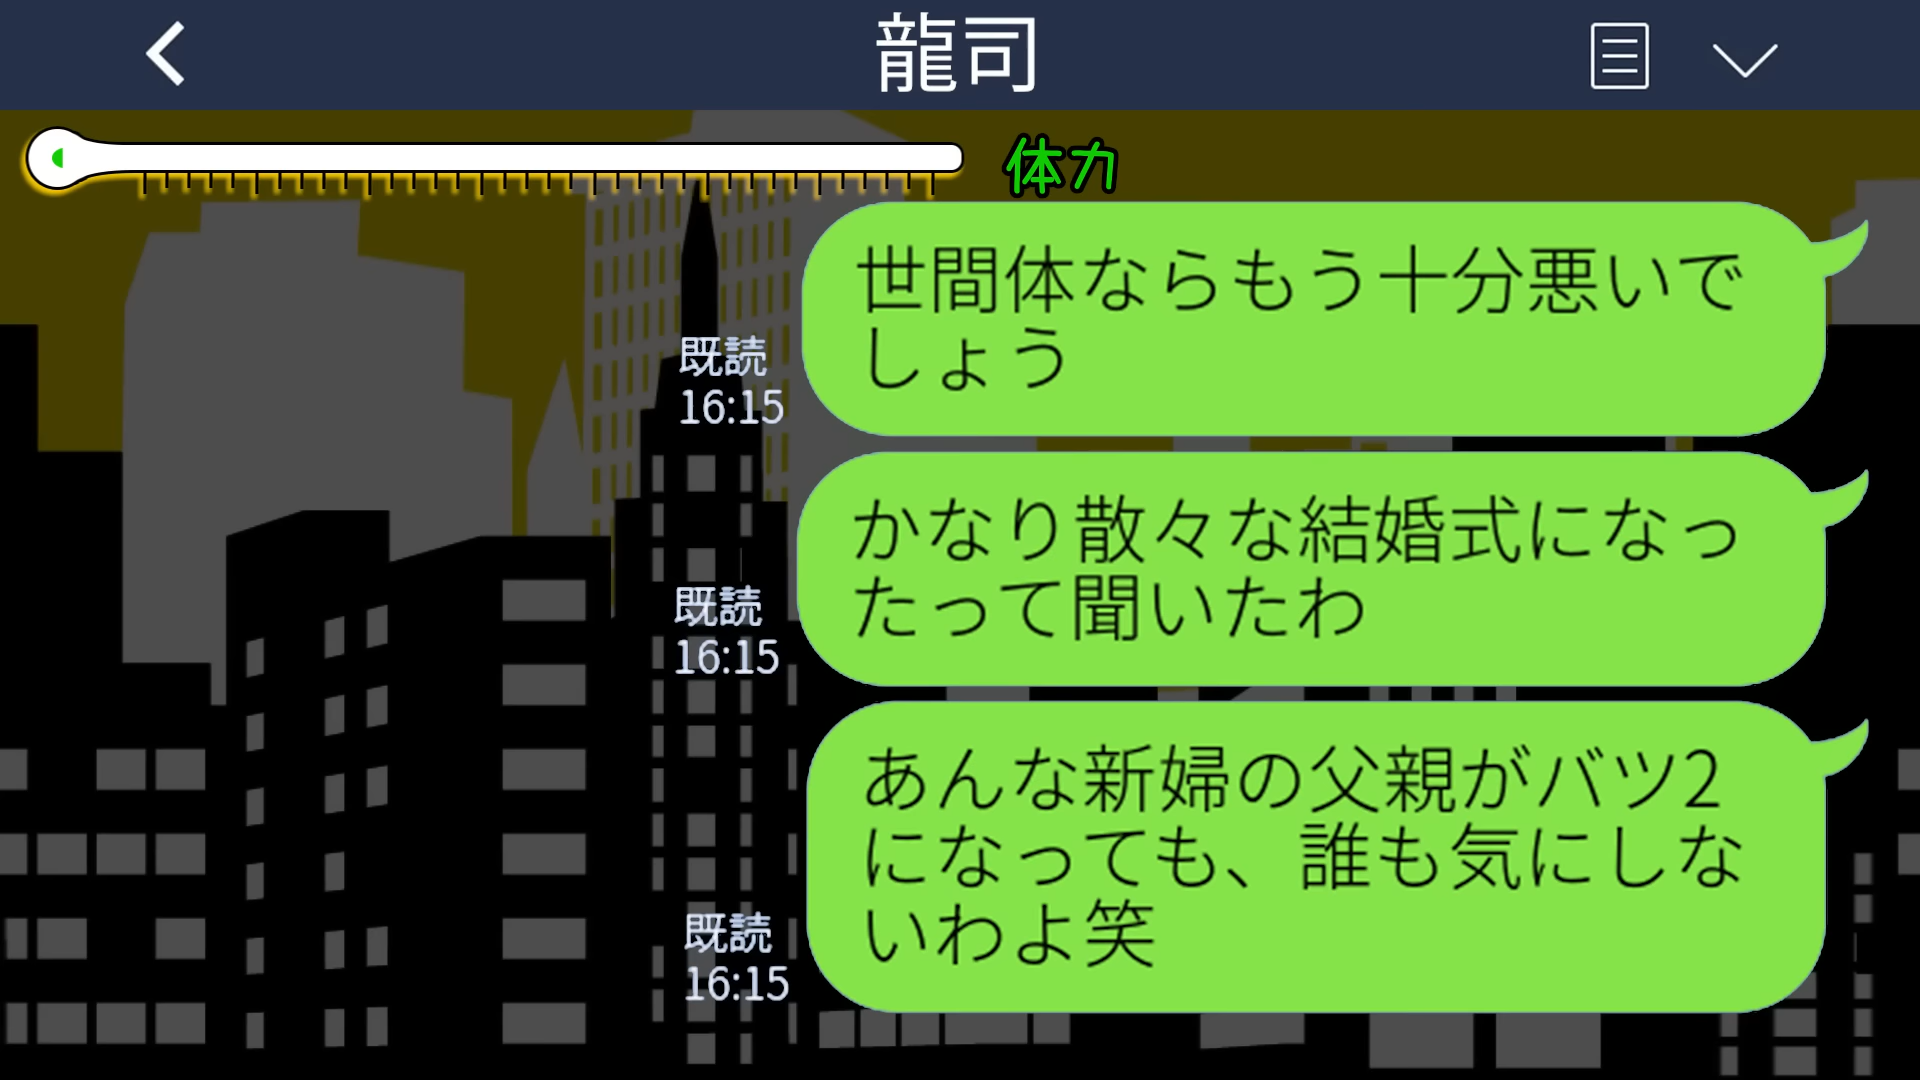 龍司
体力
世間体ならもう十分悪いで
しょう
既読
16:15
かなり散々な結婚式になっ
たって聞いたわ
既読
16:15
あんな新婦の父親がバツ2
になっても、誰も気にしな
いわよ笑
既読
16:15